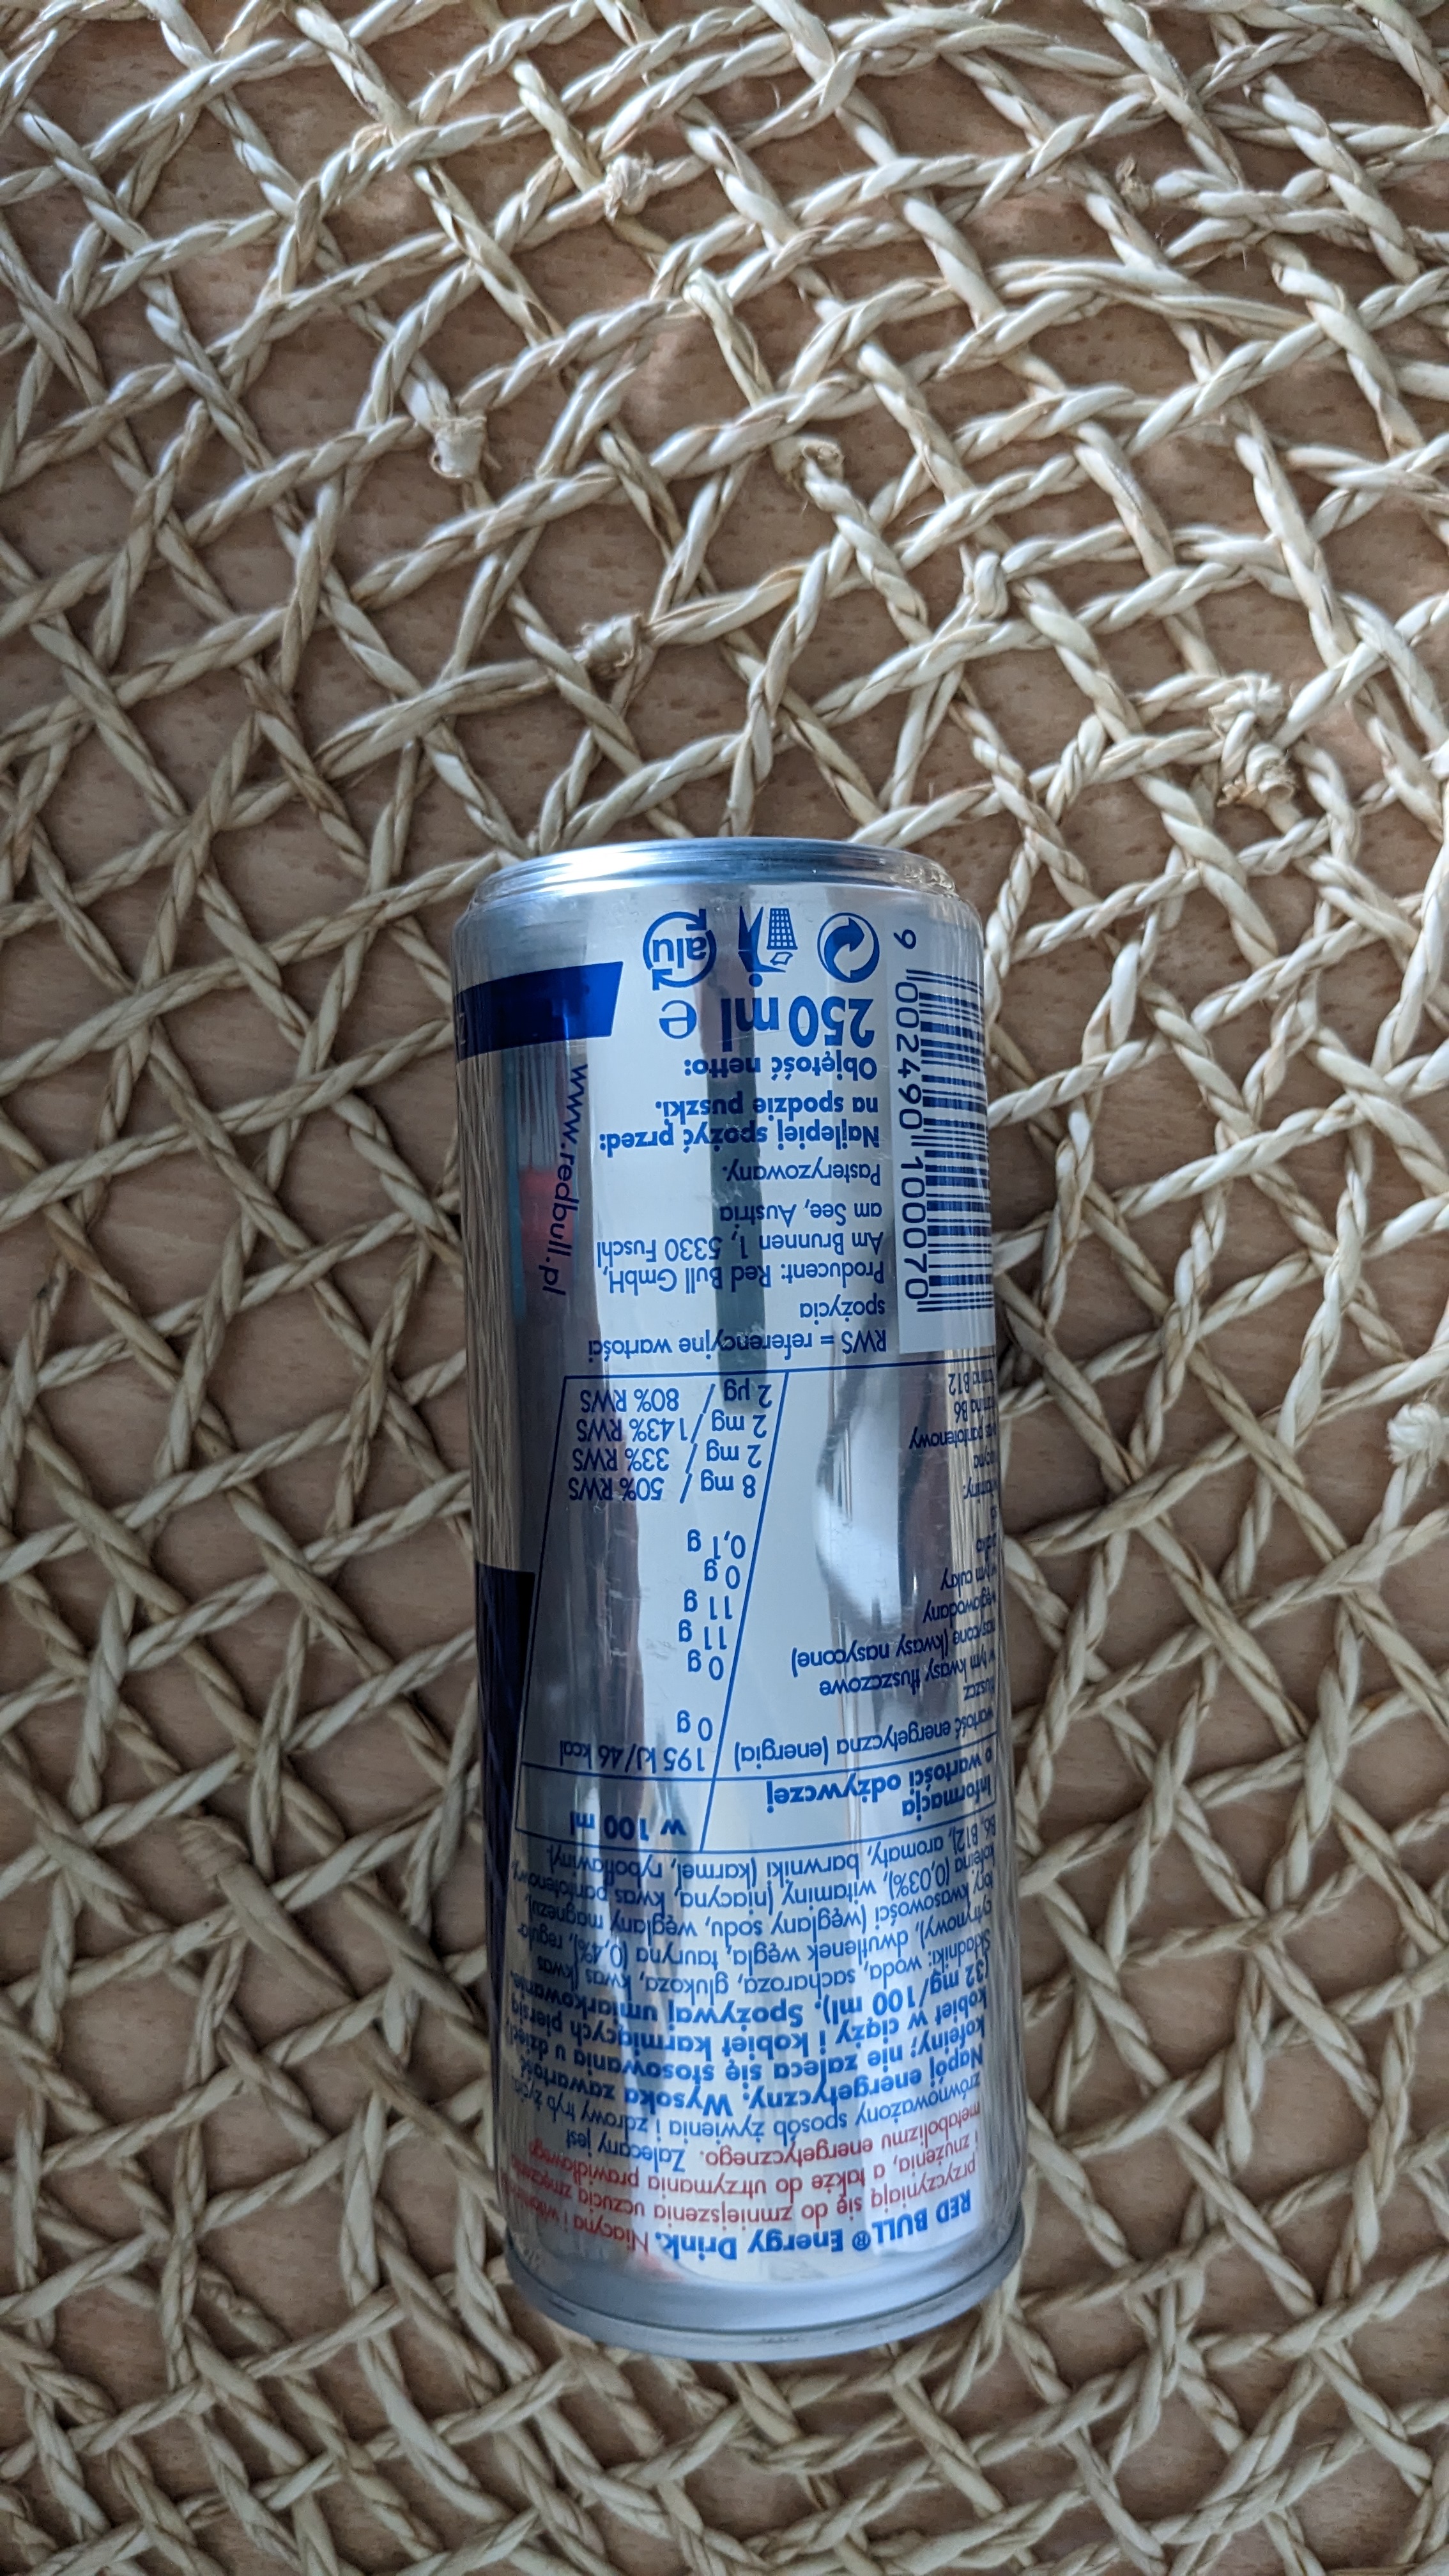 RED BULL® Energy Drink. Niacyna i
przyczyniają się do zmniejszenia uczucia zmęczenia
i znużenia, a także do utrzymania prawidłowego
metabolizmu energetycznego. Zalecany jest
zrównoważony sposób żywienia i zdrowy tryb życia.
Napój energetyczny; Wysoka zawartość
kofeiny; nie zaleca się stosowania u dzieci,
kobiet w ciąży i kobiet karmiących piersią
(32 mg/100 ml). Spożywaj umiarkowanie.
Składniki: woda, sacharoza, glukoza, kwas (kwas
cytrynowy), dwutlenek węgla, tauryna (0,4%), regula-
tory kwasowości (węglany sodu, węglany magnezu),
kofeina (0,03%), witaminy (niacyna, kwas pantotenowy,
B6, B12), aromaty, barwniki (karmel, ryboflawiny).
Informacja
o wartości odżywczej
w 100 ml
wartość energetyczna (energia) 195 kJ/46 kcal
tłuszcz 0 g
w tym kwasy tłuszczowe
nasycone (kwasy nasycone) 0 g
węglowodany 11 g
w tym cukry 11 g
0 g
0,1 g
8 mg / 50% RWS
pantotenowy 2 mg / 33% RWS
B6 2 mg / 143% RWS
B12 2 µg / 80% RWS
RWS = referencyjne wartości
spożycia
Producent: Red Bull GmbH,
Am Brunnen 1, 5330 Fuschl
am See, Austria
Pasteryzowany.
Najlepiej spożyć przed:
na spodzie puszki.
Objętość netto:
250 ml e
alu
9 002490 100070
www.redbull.pl